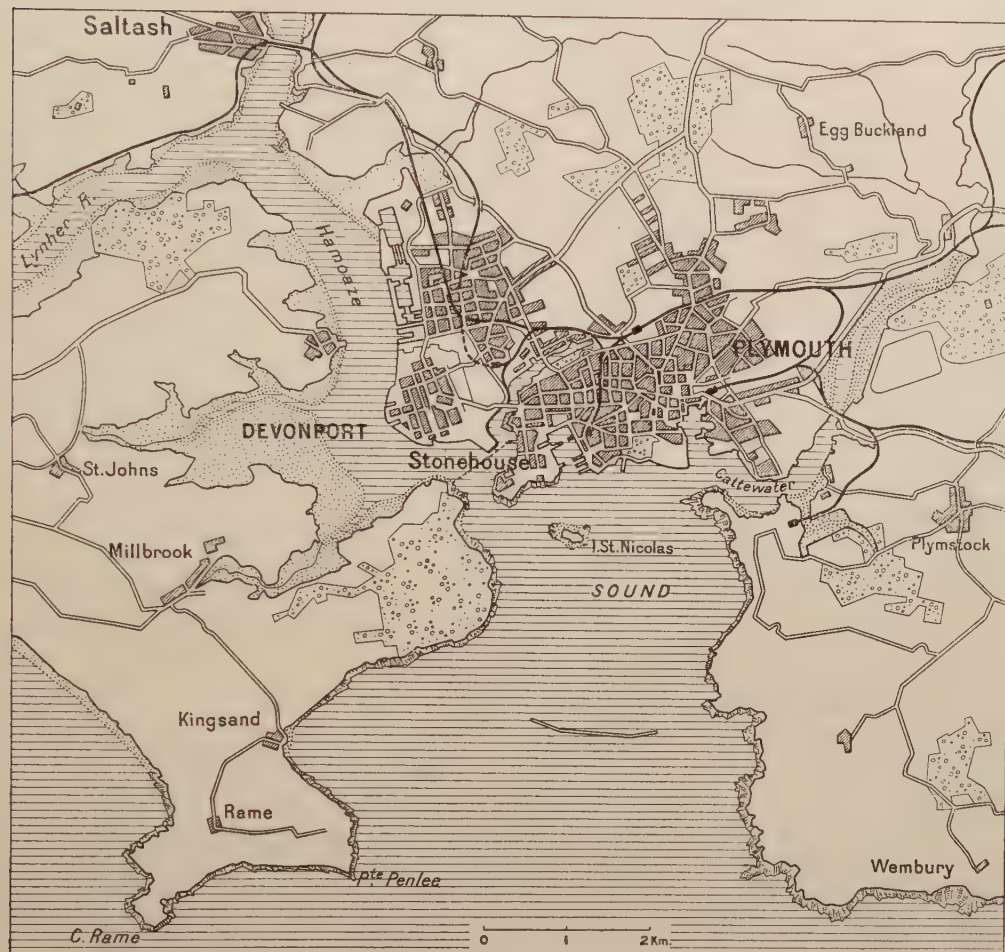 Saltash
Egg Buckland
Lynher R.
Hamoaze
PLYMOUTH
DEVONPORT
Stonehouse
St. Johns
Cattewater
Millbrook
I. St. Nicolas
Plymstock
SOUND
Kingsand
Rame
Pte Penlee
Wembury
C. Rame
0 1 2 Km.